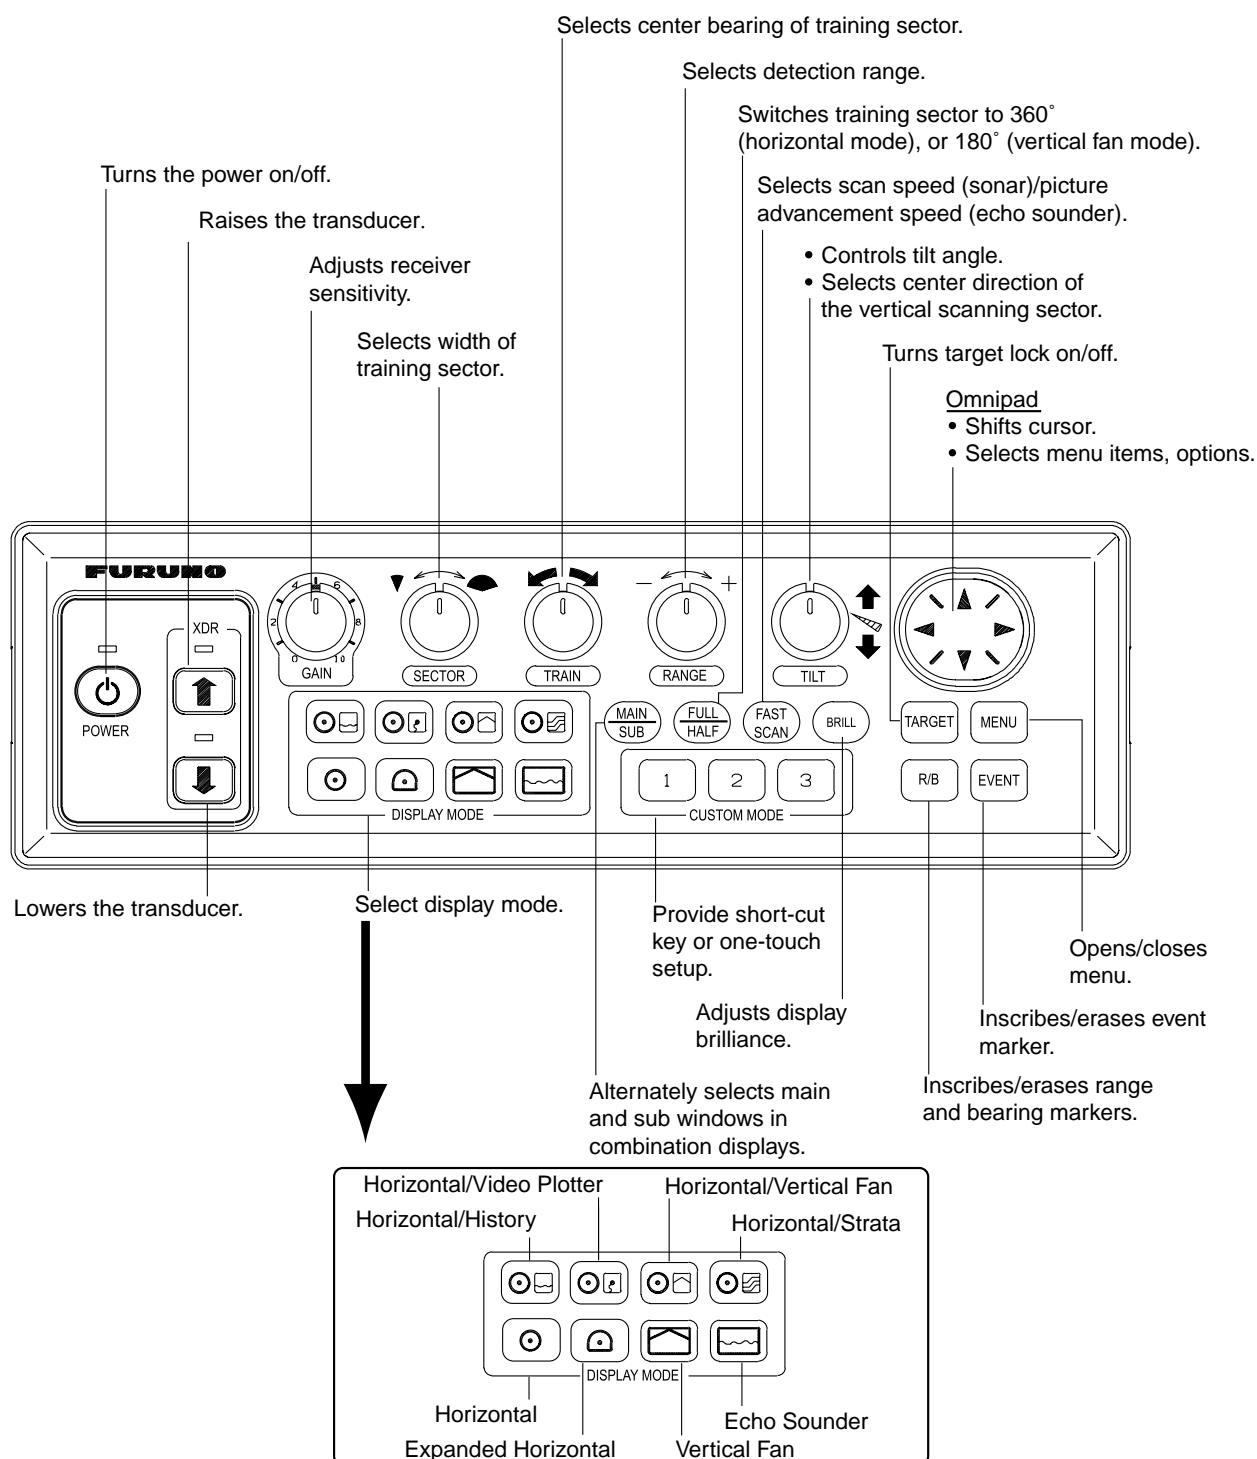 Selects center bearing of training sector.
Selects detection range.
Switches training sector to 360˚
(horizontal mode), or 180˚ (vertical fan mode).
Turns the power on/off.
Selects scan speed (sonar)/picture
advancement speed (echo sounder).
Raises the transducer.
Adjusts receiver
sensitivity.
• Controls tilt angle.
• Selects center direction of
the vertical scanning sector.
Selects width of
training sector.
Turns target lock on/off.
Omnipad
• Shifts cursor.
• Selects menu items, options.
FURUNO
XDR
POWER
0 2 4 6 8 10
GAIN
SECTOR
TRAIN
− +
RANGE
TILT
MAIN
SUB
FULL
HALF
FAST
SCAN
BRILL
TARGET
MENU
R/B
EVENT
1 2 3
DISPLAY MODE
CUSTOM MODE
Lowers the transducer.
Select display mode.
Provide short-cut
key or one-touch
setup.
Opens/closes
menu.
Adjusts display
brilliance.
Inscribes/erases event
marker.
Alternately selects main
and sub windows in
combination displays.
Inscribes/erases range
and bearing markers.
Horizontal/Video Plotter
Horizontal/Vertical Fan
Horizontal/History
Horizontal/Strata
DISPLAY MODE
Horizontal
Echo Sounder
Expanded Horizontal
Vertical Fan